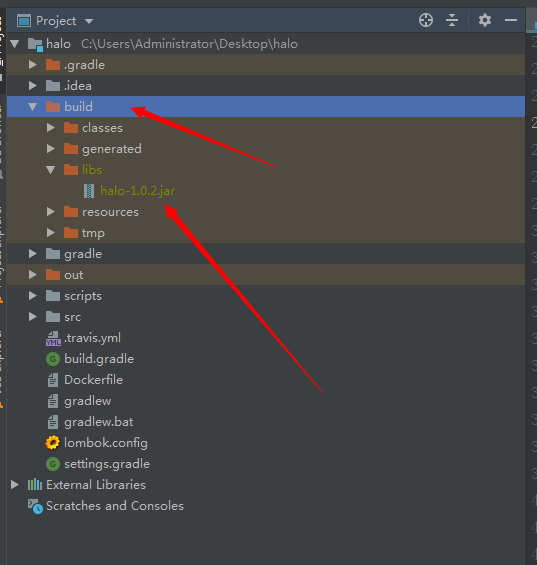 Project
halo C:\Users\Administrator\Desktop\halo
.gradle
.idea
build
classes
generated
libs
halo-1.0.2.jar
resources
tmp
gradle
out
scripts
src
.travis.yml
build.gradle
Dockerfile
gradlew
gradlew.bat
lombok.config
settings.gradle
External Libraries
Scratches and Consoles